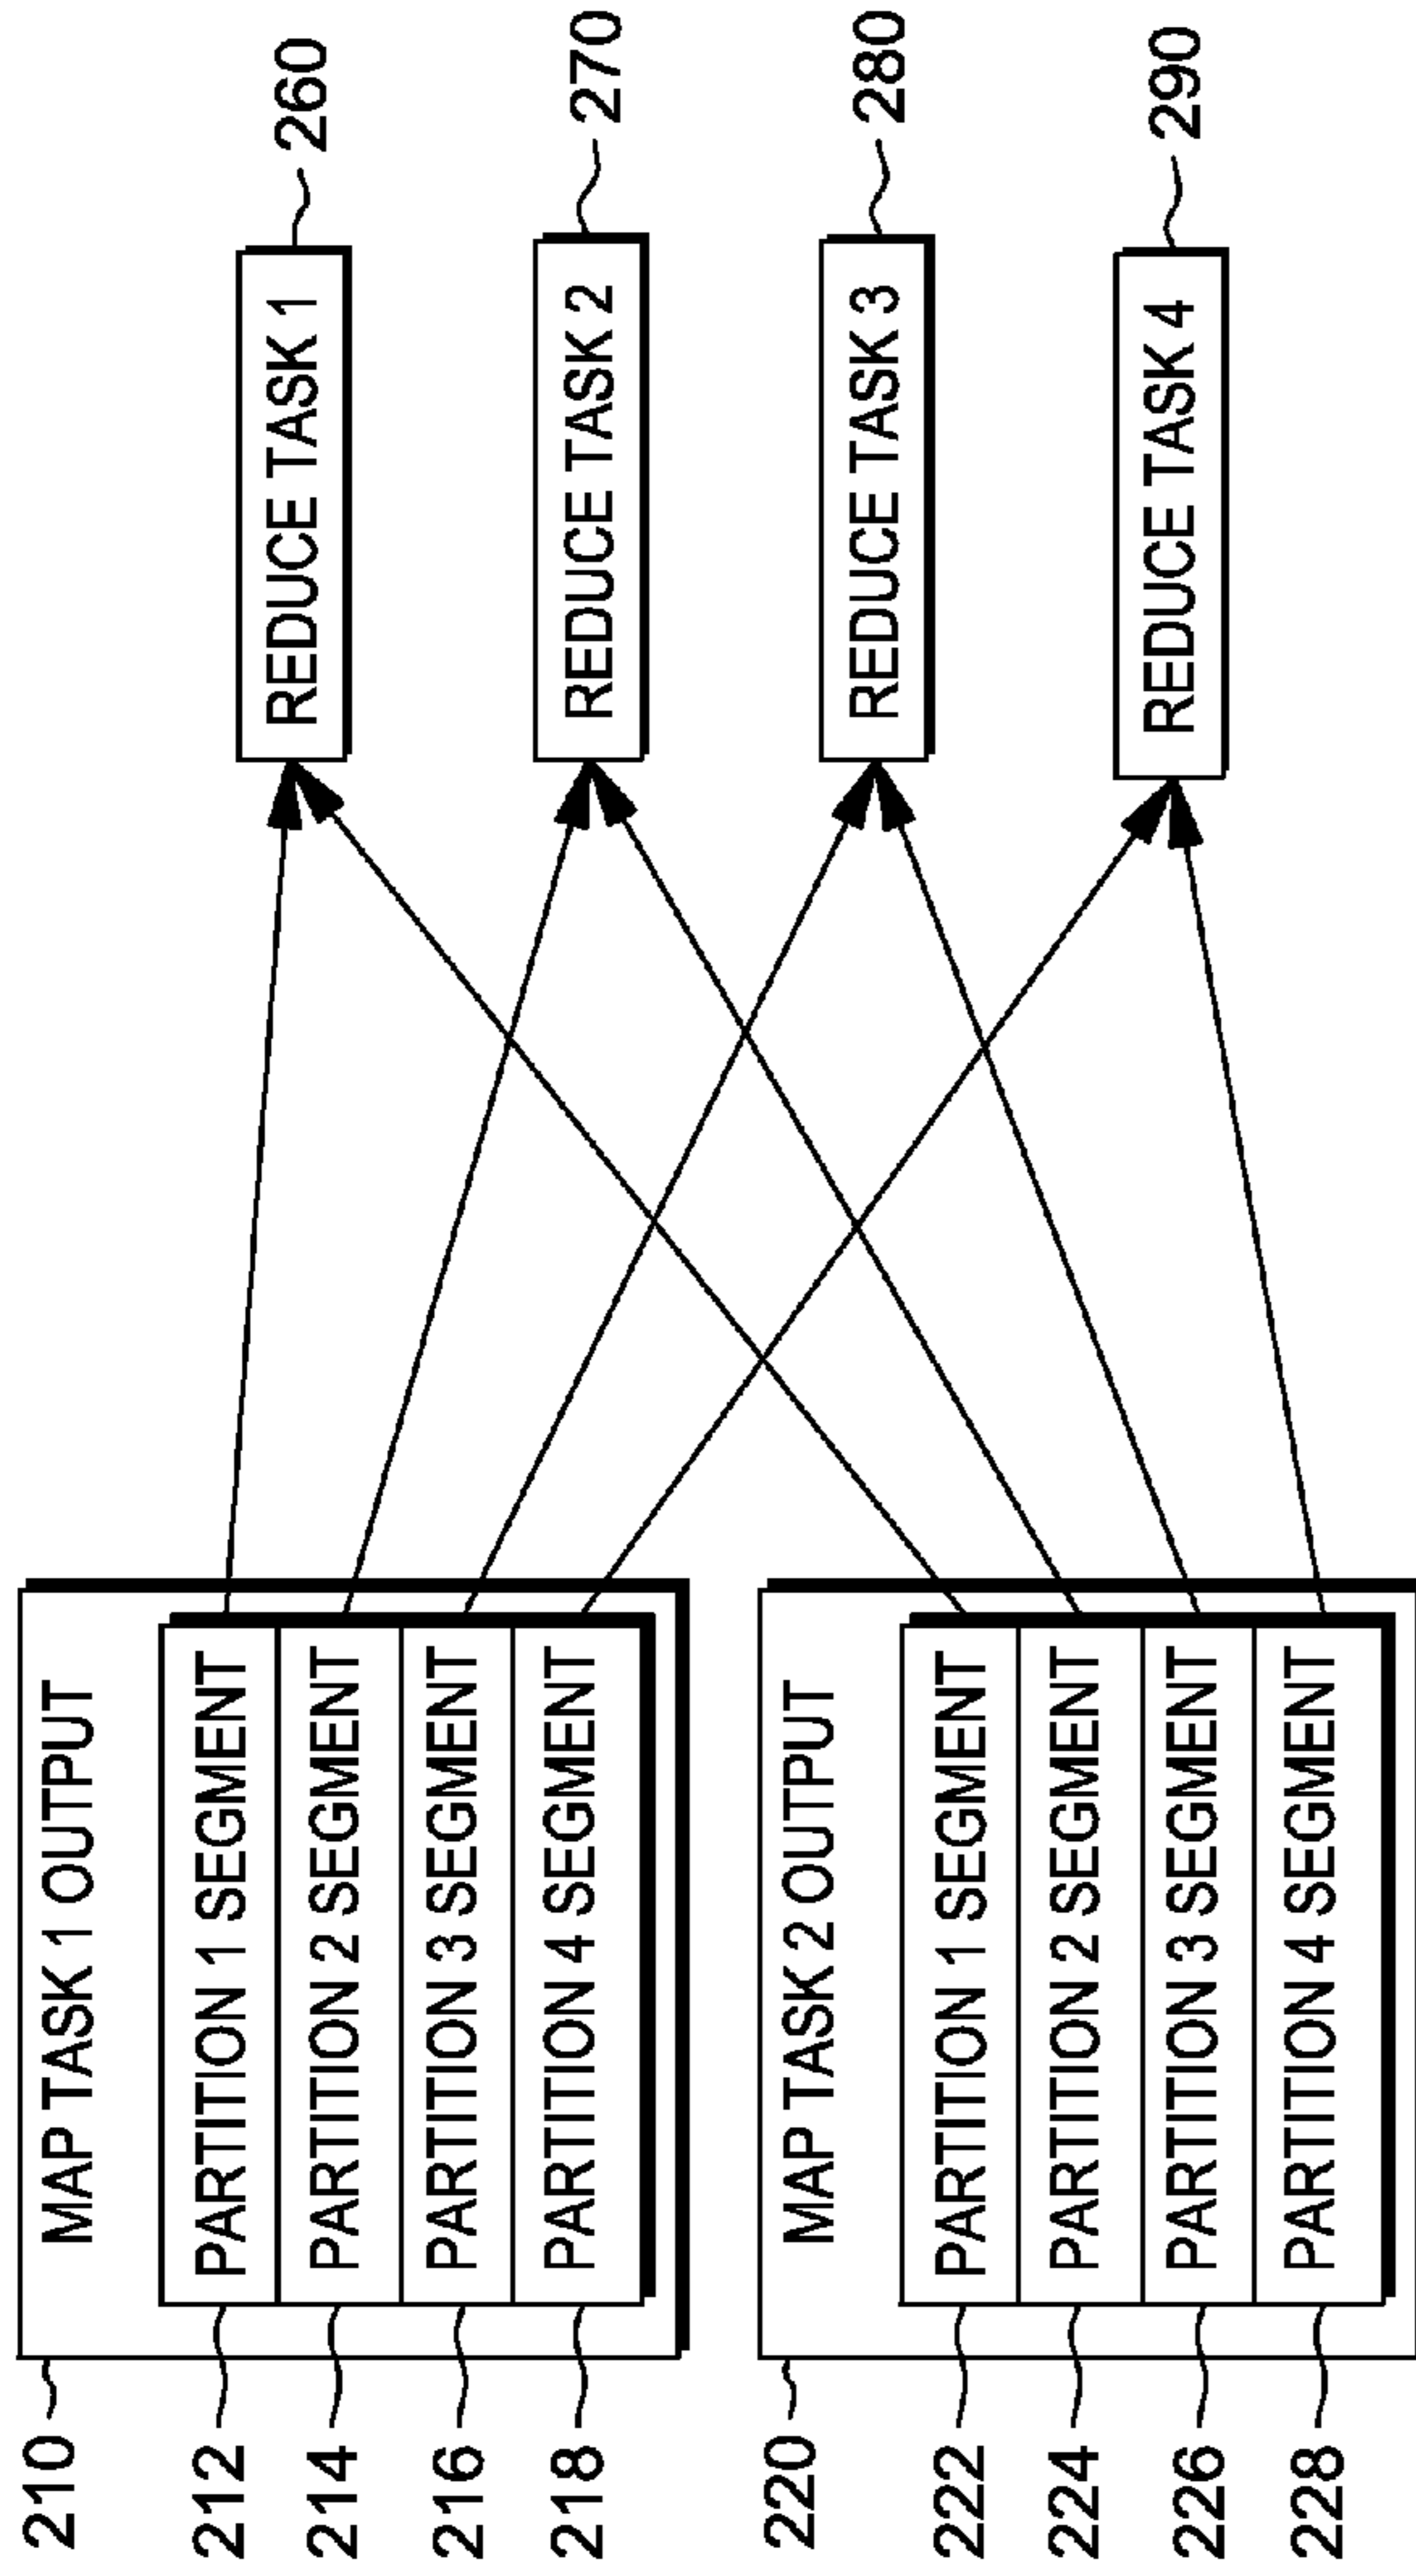 210
MAP TASK 1 OUTPUT
212
PARTITION 1 SEGMENT
214
PARTITION 2 SEGMENT
216
PARTITION 3 SEGMENT
218
PARTITION 4 SEGMENT
220
MAP TASK 2 OUTPUT
222
PARTITION 1 SEGMENT
224
PARTITION 2 SEGMENT
226
PARTITION 3 SEGMENT
228
PARTITION 4 SEGMENT
REDUCE TASK 1
260
REDUCE TASK 2
270
REDUCE TASK 3
280
REDUCE TASK 4
290